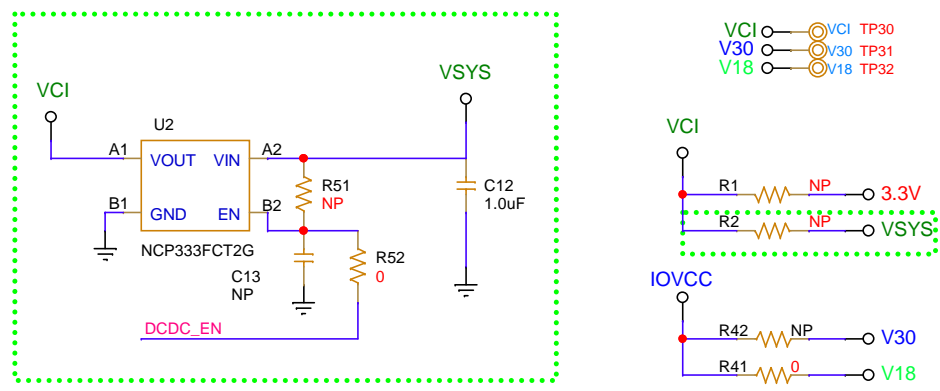 VCI
VSYS
U2
A1
VOUT
VIN
A2
B1
GND
EN
B2
NCP333FCT2G
R51
NP
C12
1.0uF
C13
NP
R52
0
DCDC_EN
VCI VCI TP30
V30 V30 TP31
V18 V18 TP32
VCI
R1 NP 3.3V
R2 NP VSYS
IOVCC
R42 NP V30
R41 0 V18